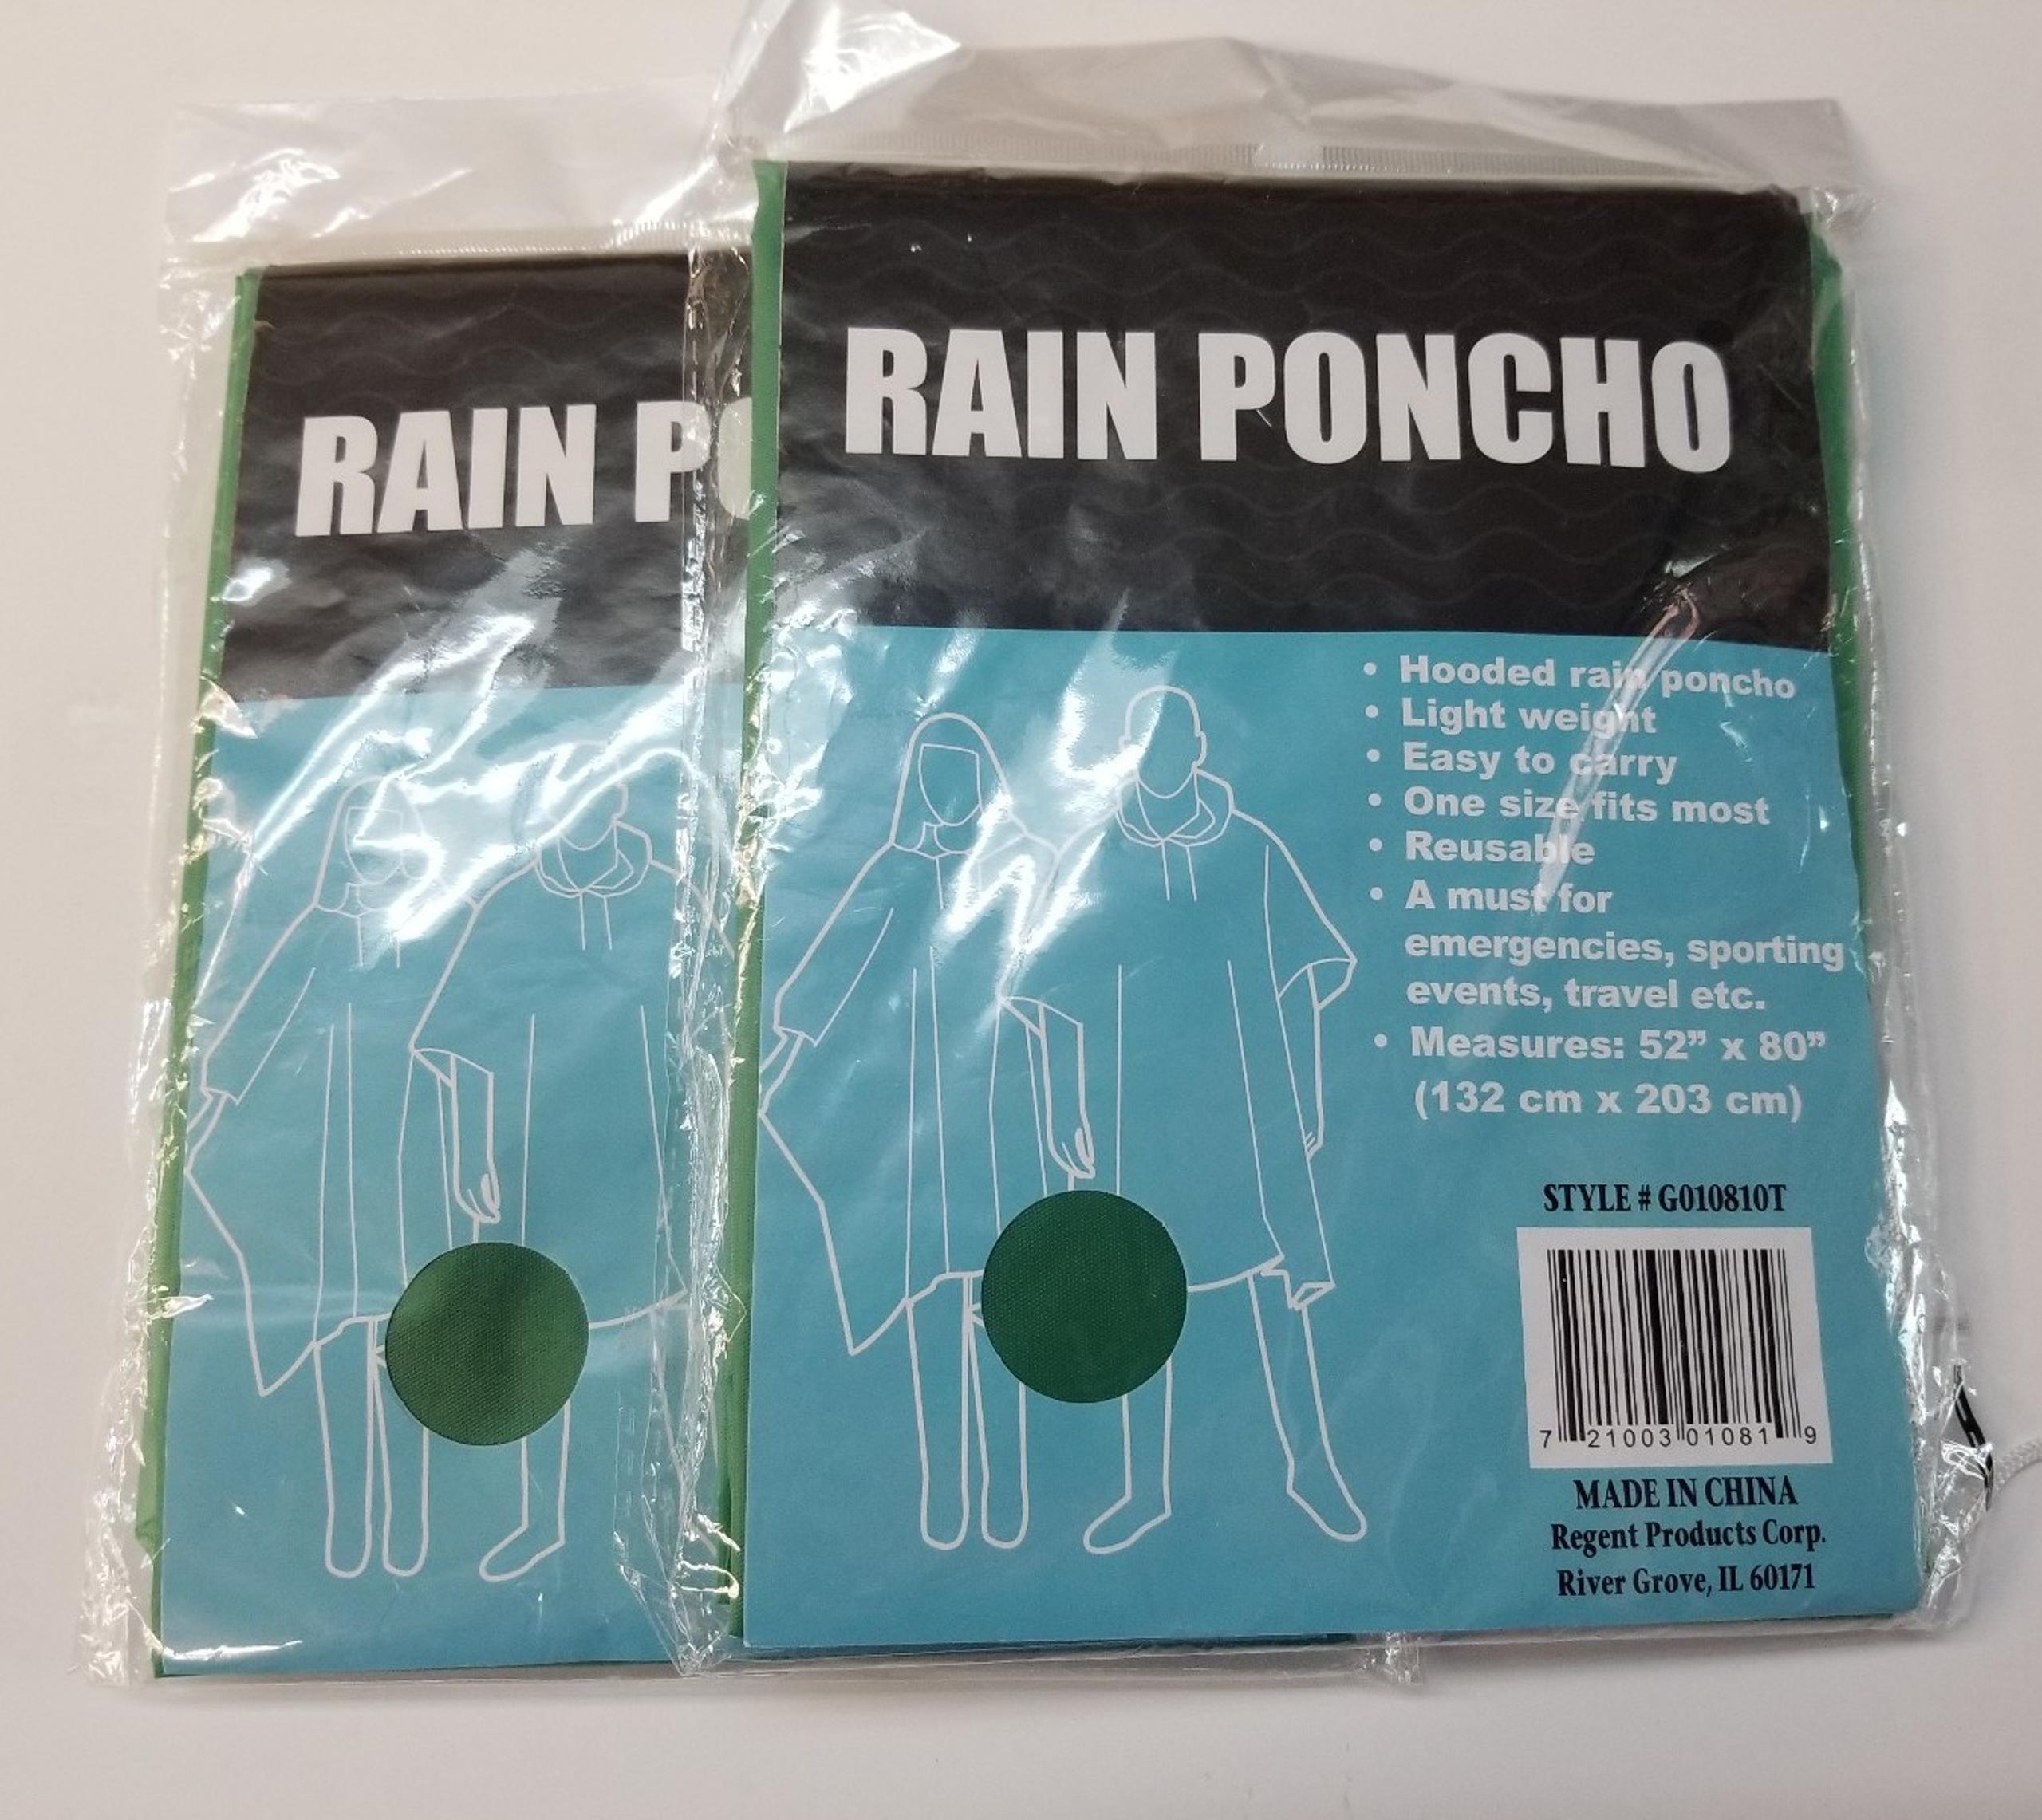 RAIN P
RAIN PONCHO
• Hooded rain poncho
• Light weight
• Easy to carry
• One size fits most
• Reusable
• A must for
emergencies, sporting
events, travel etc.
• Measures: 52” x 80”
(132 cm x 203 cm)
STYLE # G010810T
7 21003 01081 9
MADE IN CHINA
Regent Products Corp.
River Grove, IL 60171